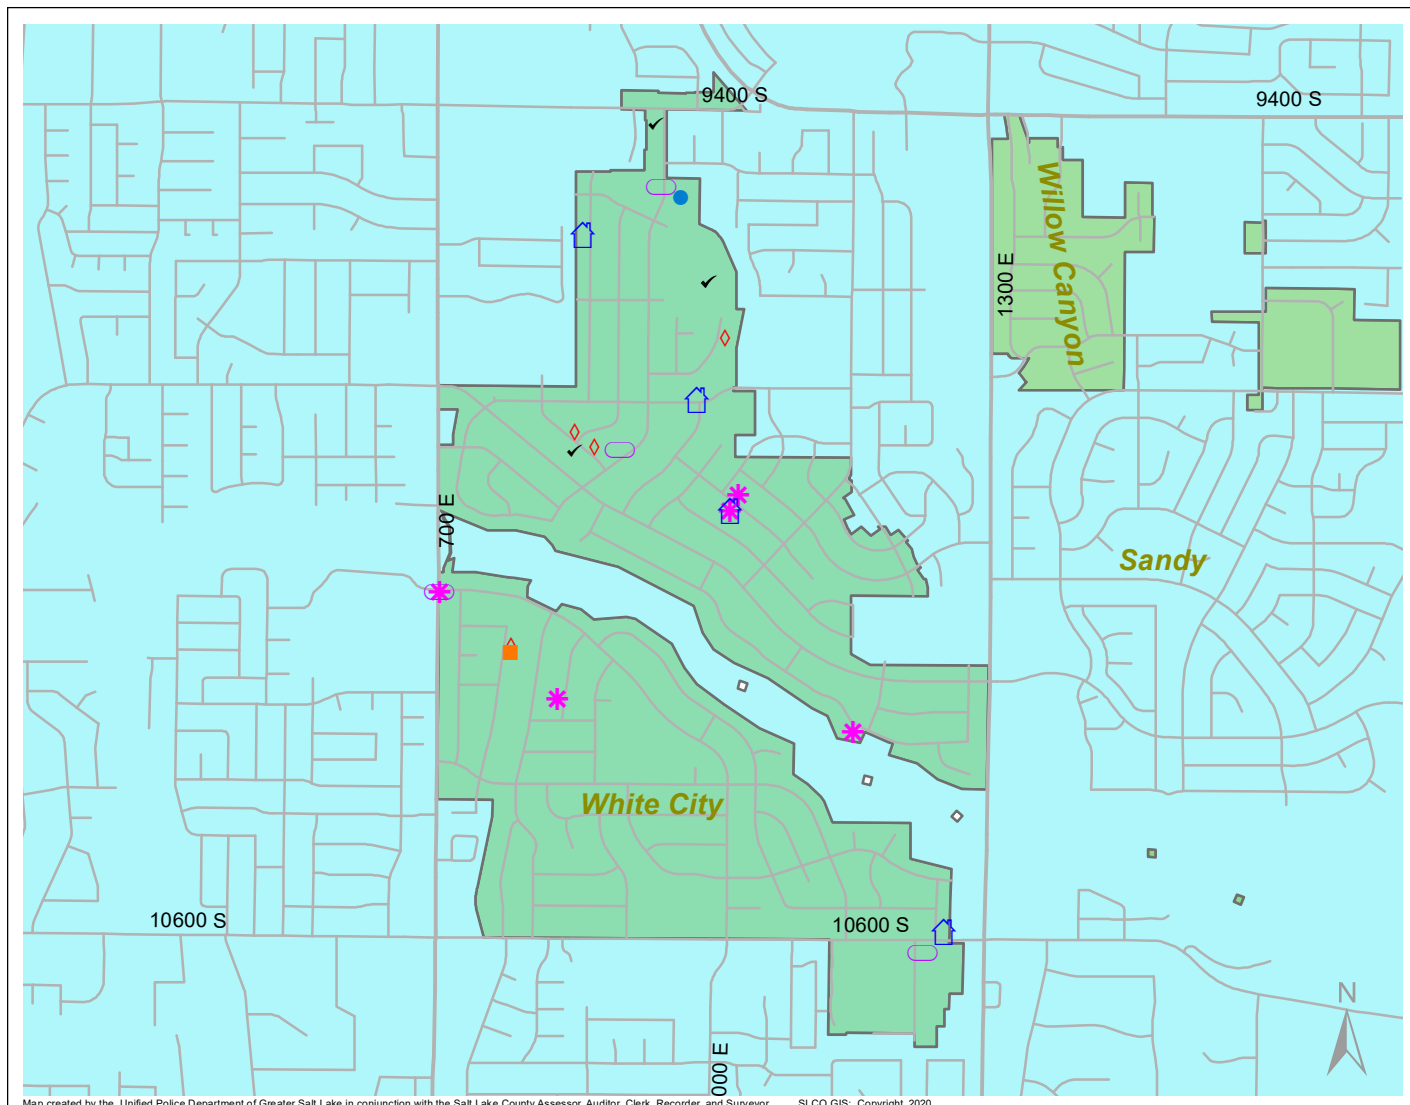 9400 S
9400 S
Willow Canyon
1300 E
700 E
Sandy
White City
10600 S
10600 S
000 E
N
Map created by the Unified Police Department of Greater Salt Lake in conjunction with the Salt Lake County Assessor, Auditor, Clerk, Recorder, and Surveyor. SLCO GIS: Copyright 2020